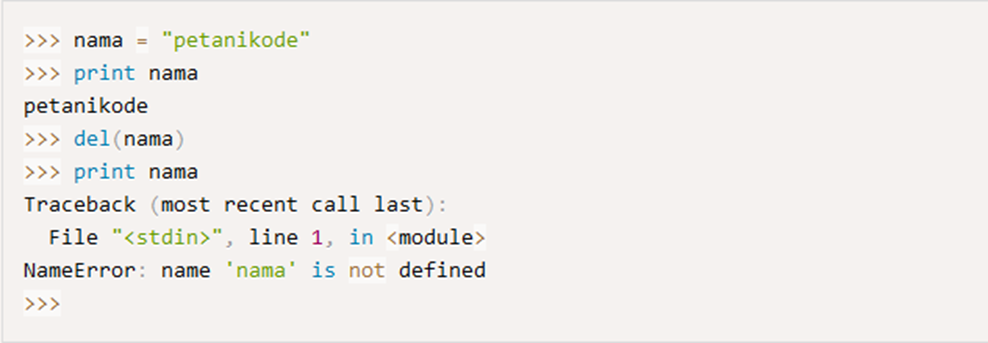 >>> nama = "petanikode"
>>> print nama
petanikode
>>> del(nama)
>>> print nama
Traceback (most recent call last):
  File "<stdin>", line 1, in <module>
NameError: name 'nama' is not defined
>>>